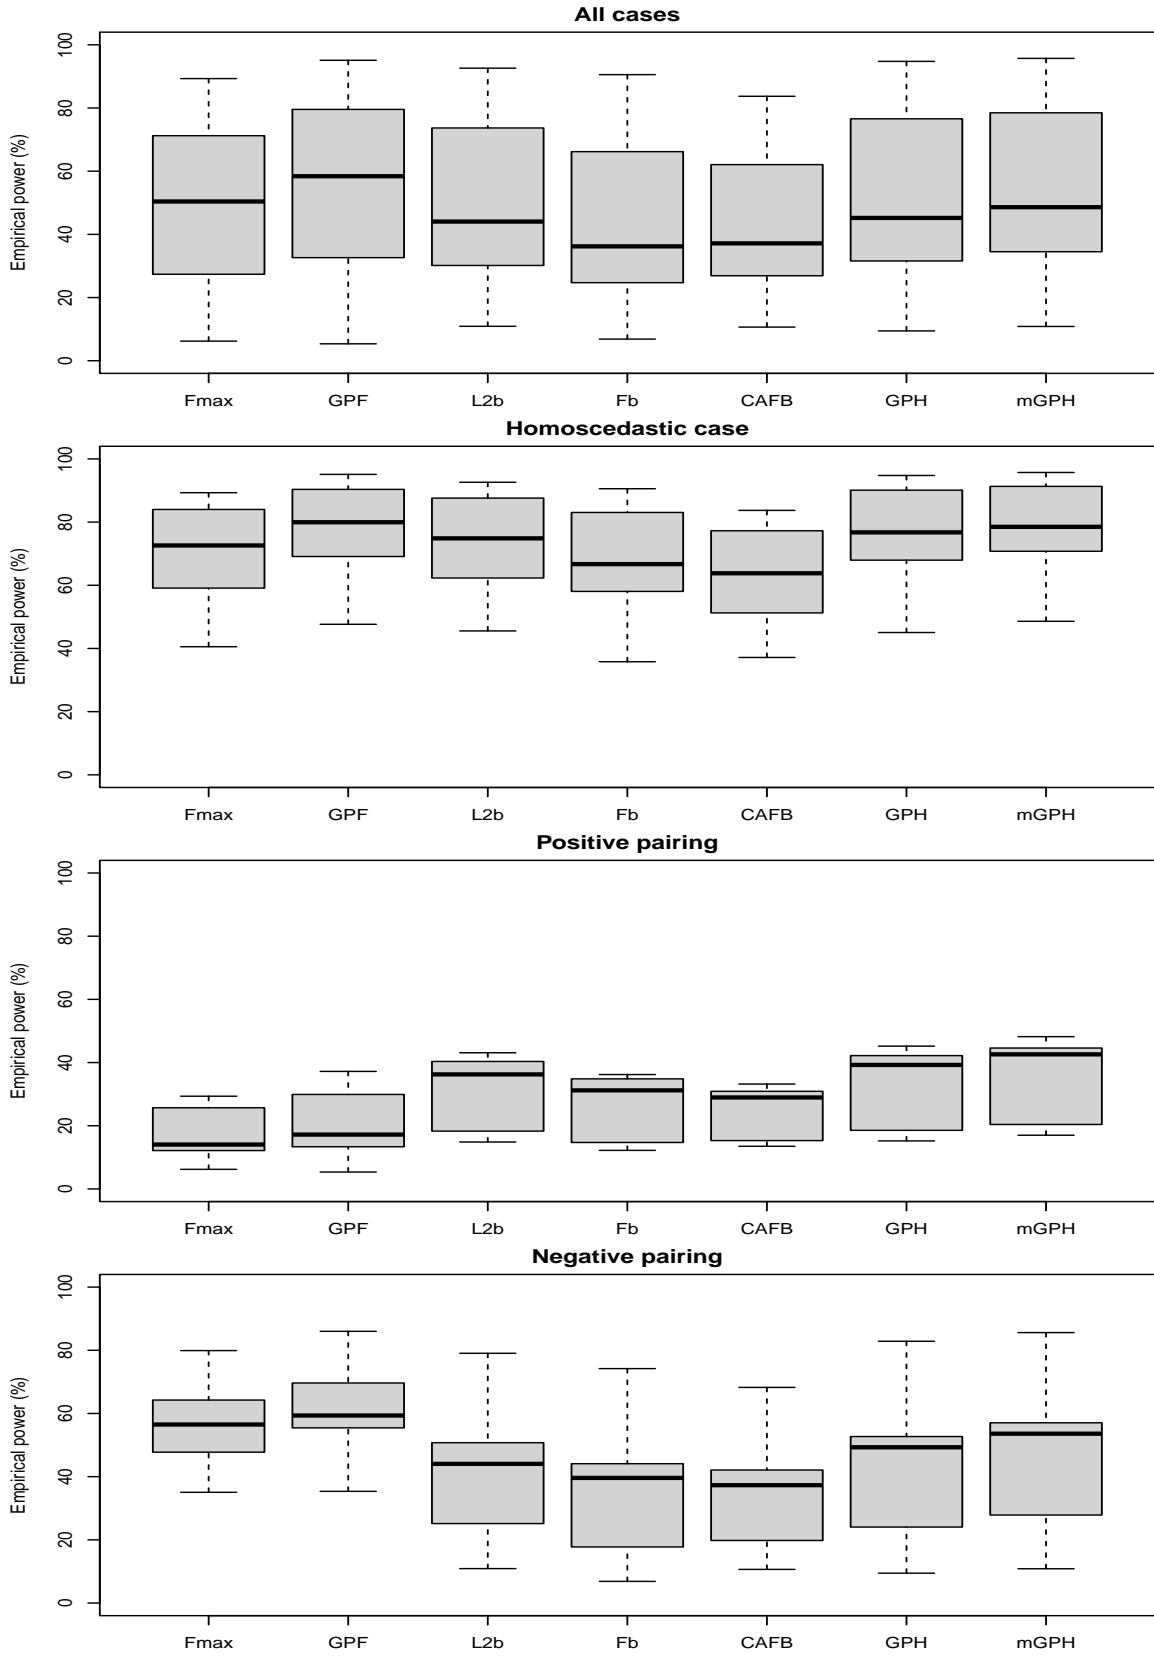 All cases
Empirical power (%)
0 20 40 60 80 100
Fmax GPF L2b Fb CAFB GPH mGPH
Homoscedastic case
Empirical power (%)
0 20 40 60 80 100
Fmax GPF L2b Fb CAFB GPH mGPH
Positive pairing
Empirical power (%)
0 20 40 60 80 100
Fmax GPF L2b Fb CAFB GPH mGPH
Negative pairing
Empirical power (%)
0 20 40 60 80 100
Fmax GPF L2b Fb CAFB GPH mGPH